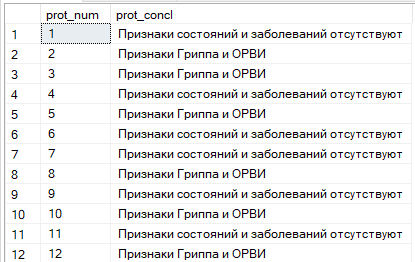 prot_num prot_concl
1 1 Признаки состояний и заболеваний отсутствуют
2 2 Признаки Гриппа и ОРВИ
3 3 Признаки Гриппа и ОРВИ
4 4 Признаки состояний и заболеваний отсутствуют
5 5 Признаки Гриппа и ОРВИ
6 6 Признаки состояний и заболеваний отсутствуют
7 7 Признаки состояний и заболеваний отсутствуют
8 8 Признаки Гриппа и ОРВИ
9 9 Признаки состояний и заболеваний отсутствуют
10 10 Признаки Гриппа и ОРВИ
11 11 Признаки состояний и заболеваний отсутствуют
12 12 Признаки Гриппа и ОРВИ